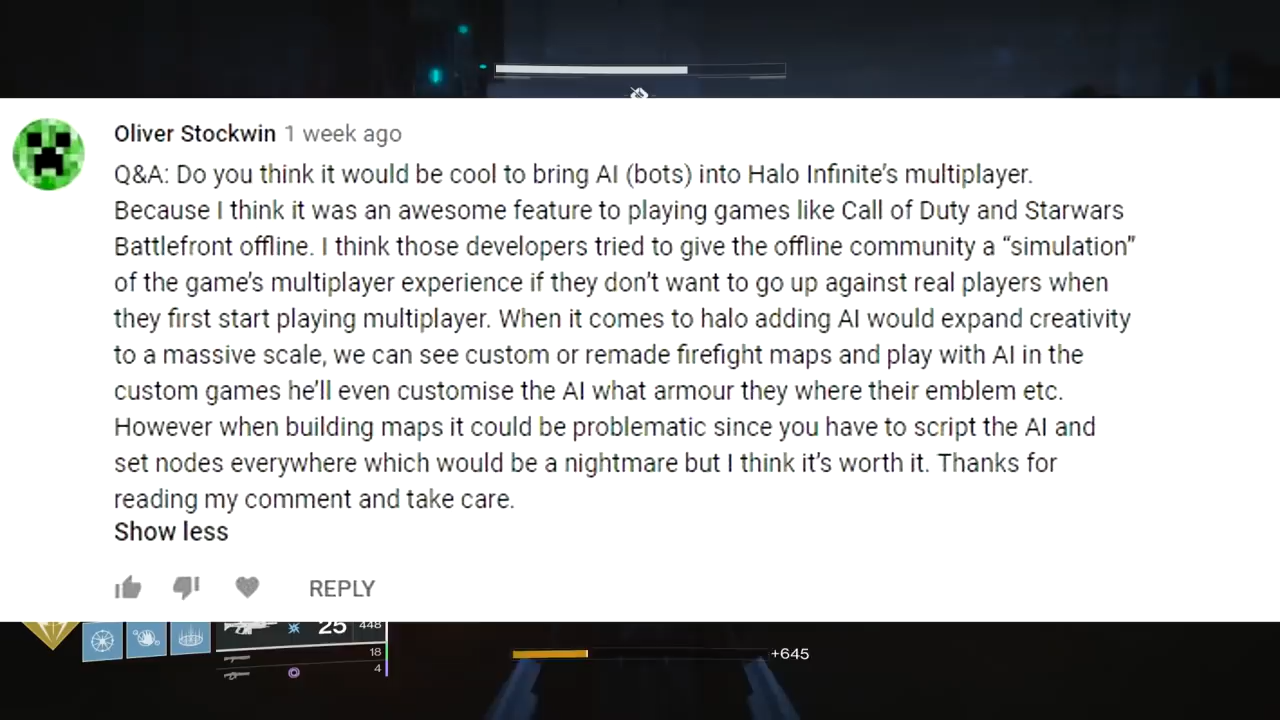 Oliver Stockwin 1 week ago
Q&A: Do you think it would be cool to bring AI (bots) into Halo Infinite’s multiplayer.
Because I think it was an awesome feature to playing games like Call of Duty and Starwars
Battlefront offline. I think those developers tried to give the offline community a “simulation”
of the game’s multiplayer experience if they don’t want to go up against real players when
they first start playing multiplayer. When it comes to halo adding AI would expand creativity
to a massive scale, we can see custom or remade firefight maps and play with AI in the
custom games he’ll even customise the AI what armour they where their emblem etc.
However when building maps it could be problematic since you have to script the AI and
set nodes everywhere which would be a nightmare but I think it’s worth it. Thanks for
reading my comment and take care.
Show less
REPLY
25 448
18
4
+645